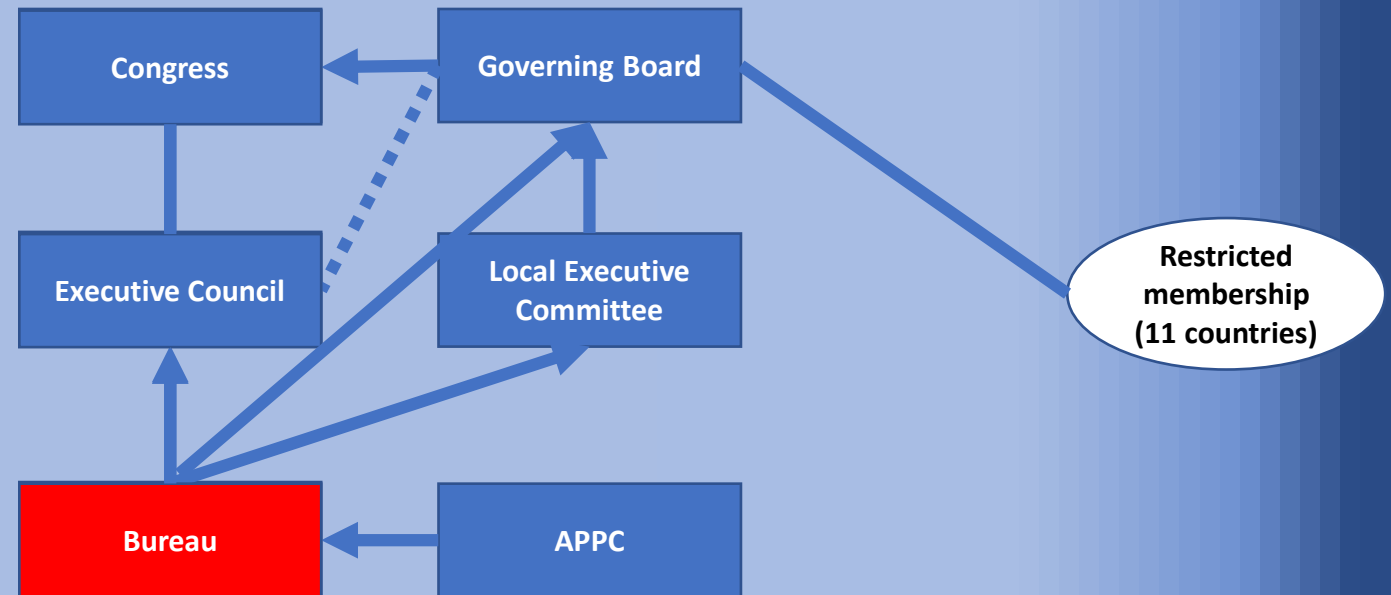 Congress
Governing Board
Executive Council
Local Executive
Committee
Restricted
membership
(11 countries)
Bureau
APPC